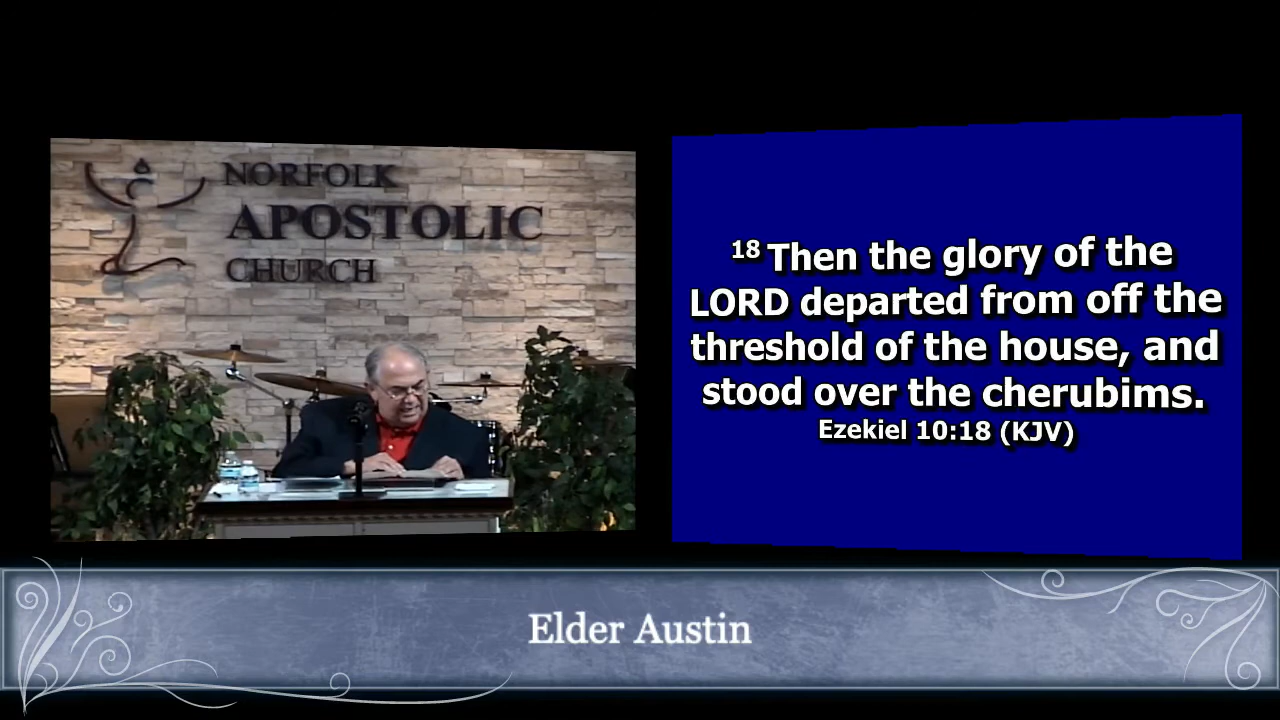 NORFOLK
APOSTOLIC
CHURCH
18 Then the glory of the
LORD departed from off the
threshold of the house, and
stood over the cherubims.
Ezekiel 10:18 (KJV)
Elder Austin